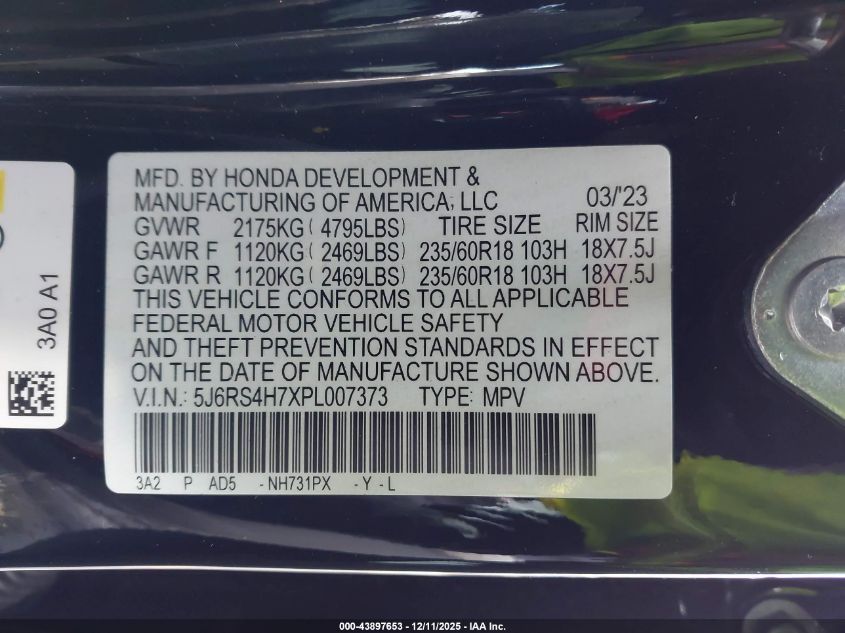 MFD. BY HONDA DEVELOPMENT &
MANUFACTURING OF AMERICA, LLC 03/'23
GVWR 2175KG( 4795LBS) TIRE SIZE RIM SIZE
GAWR F 1120KG( 2469LBS) 235/60R18 103H 18X7.5J
GAWR R 1120KG( 2469LBS) 235/60R18 103H 18X7.5J
THIS VEHICLE CONFORMS TO ALL APPLICABLE
FEDERAL MOTOR VEHICLE SAFETY
AND THEFT PREVENTION STANDARDS IN EFFECT
ON THE DATE OF MANUFACTURE SHOWN ABOVE.
V.I.N.: 5J6RS4H7XPL007373 TYPE: MPV
3A2 P AD5 -NH731PX -Y-L
3A0 A1
000-43897653 - 12/11/2025 - IAA Inc.